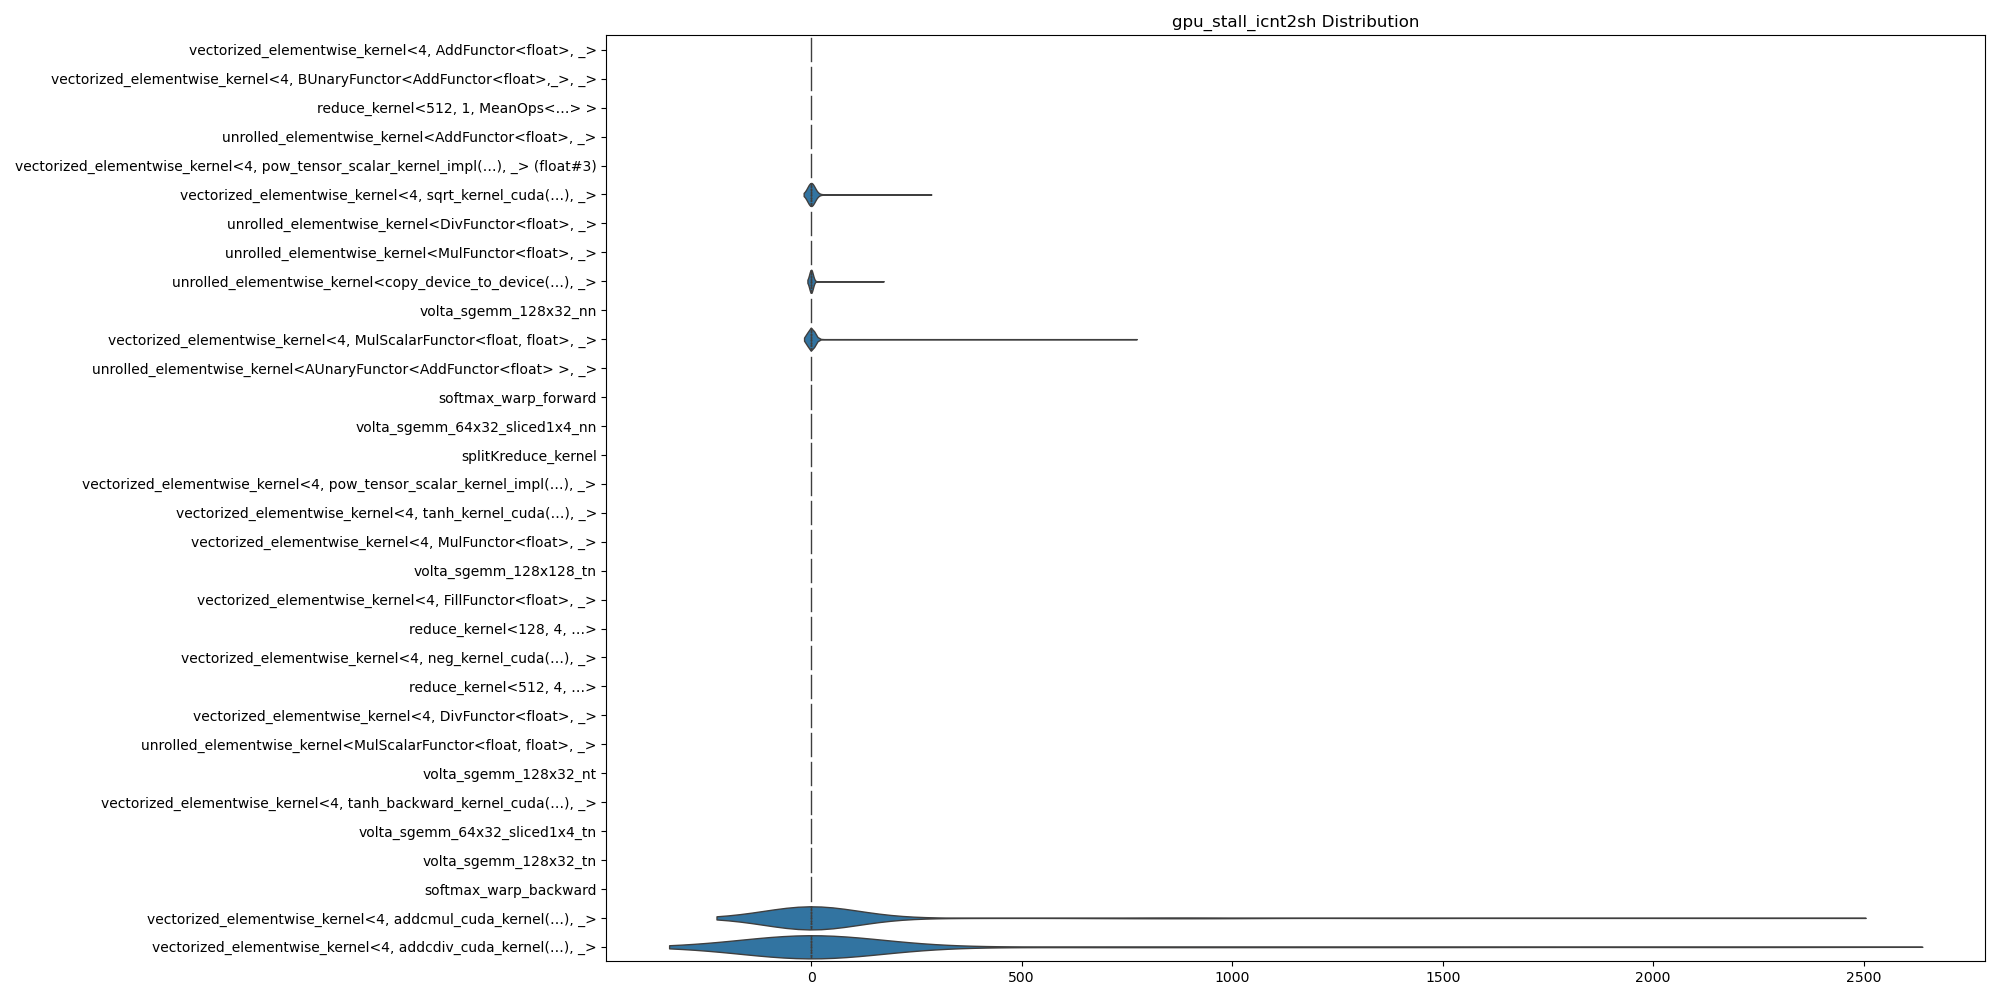 gpu_stall_icnt2sh Distribution
vectorized_elementwise_kernel<4, AddFunctor<float>, _>
vectorized_elementwise_kernel<4, BUnaryFunctor<AddFunctor<float>,_>, _>
reduce_kernel<512, 1, MeanOps<...> >
unrolled_elementwise_kernel<AddFunctor<float>, _>
vectorized_elementwise_kernel<4, pow_tensor_scalar_kernel_impl(...), _> (float#3)
vectorized_elementwise_kernel<4, sqrt_kernel_cuda(...), _>
unrolled_elementwise_kernel<DivFunctor<float>, _>
unrolled_elementwise_kernel<MulFunctor<float>, _>
unrolled_elementwise_kernel<copy_device_to_device(...), _>
volta_sgemm_128x32_nn
vectorized_elementwise_kernel<4, MulScalarFunctor<float, float>, _>
unrolled_elementwise_kernel<AUnaryFunctor<AddFunctor<float> >, _>
softmax_warp_forward
volta_sgemm_64x32_sliced1x4_nn
splitKreduce_kernel
vectorized_elementwise_kernel<4, pow_tensor_scalar_kernel_impl(...), _>
vectorized_elementwise_kernel<4, tanh_kernel_cuda(...), _>
vectorized_elementwise_kernel<4, MulFunctor<float>, _>
volta_sgemm_128x128_tn
vectorized_elementwise_kernel<4, FillFunctor<float>, _>
reduce_kernel<128, 4, ...>
vectorized_elementwise_kernel<4, neg_kernel_cuda(...), _>
reduce_kernel<512, 4, ...>
vectorized_elementwise_kernel<4, DivFunctor<float>, _>
unrolled_elementwise_kernel<MulScalarFunctor<float, float>, _>
volta_sgemm_128x32_nt
vectorized_elementwise_kernel<4, tanh_backward_kernel_cuda(...), _>
volta_sgemm_64x32_sliced1x4_tn
volta_sgemm_128x32_tn
softmax_warp_backward
vectorized_elementwise_kernel<4, addcmul_cuda_kernel(...), _>
vectorized_elementwise_kernel<4, addcdiv_cuda_kernel(...), _>
0 500 1000 1500 2000 2500